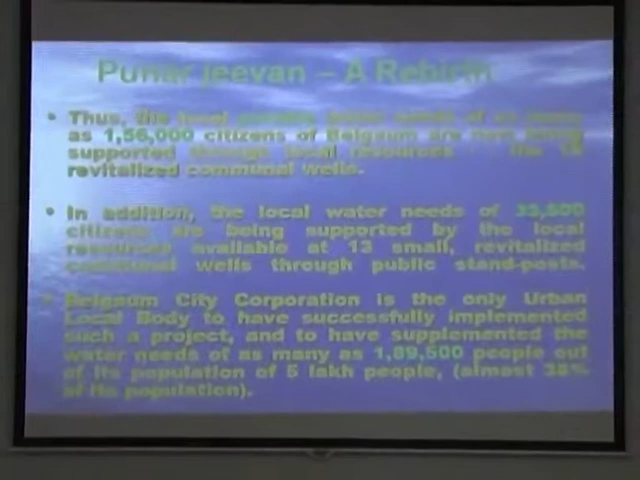 Punar jeevan – A Rebirth
• Thus, the local water needs of as many
as 1,56,000 citizens of Belgaum are now being
supported through local resources the
revitalized communal wells.
• In addition, the local water needs of 33,500
citizens are being supported by the local
resources available at 13 small, revitalized
communal wells through public stand-posts.
• Belgaum City Corporation is the only Urban
Local Body to have successfully implemented
such a project, and to have supplemented the
water needs of as many as 1,89,500 people out
of its population of 5 lakh people, (almost 38%
of its population).